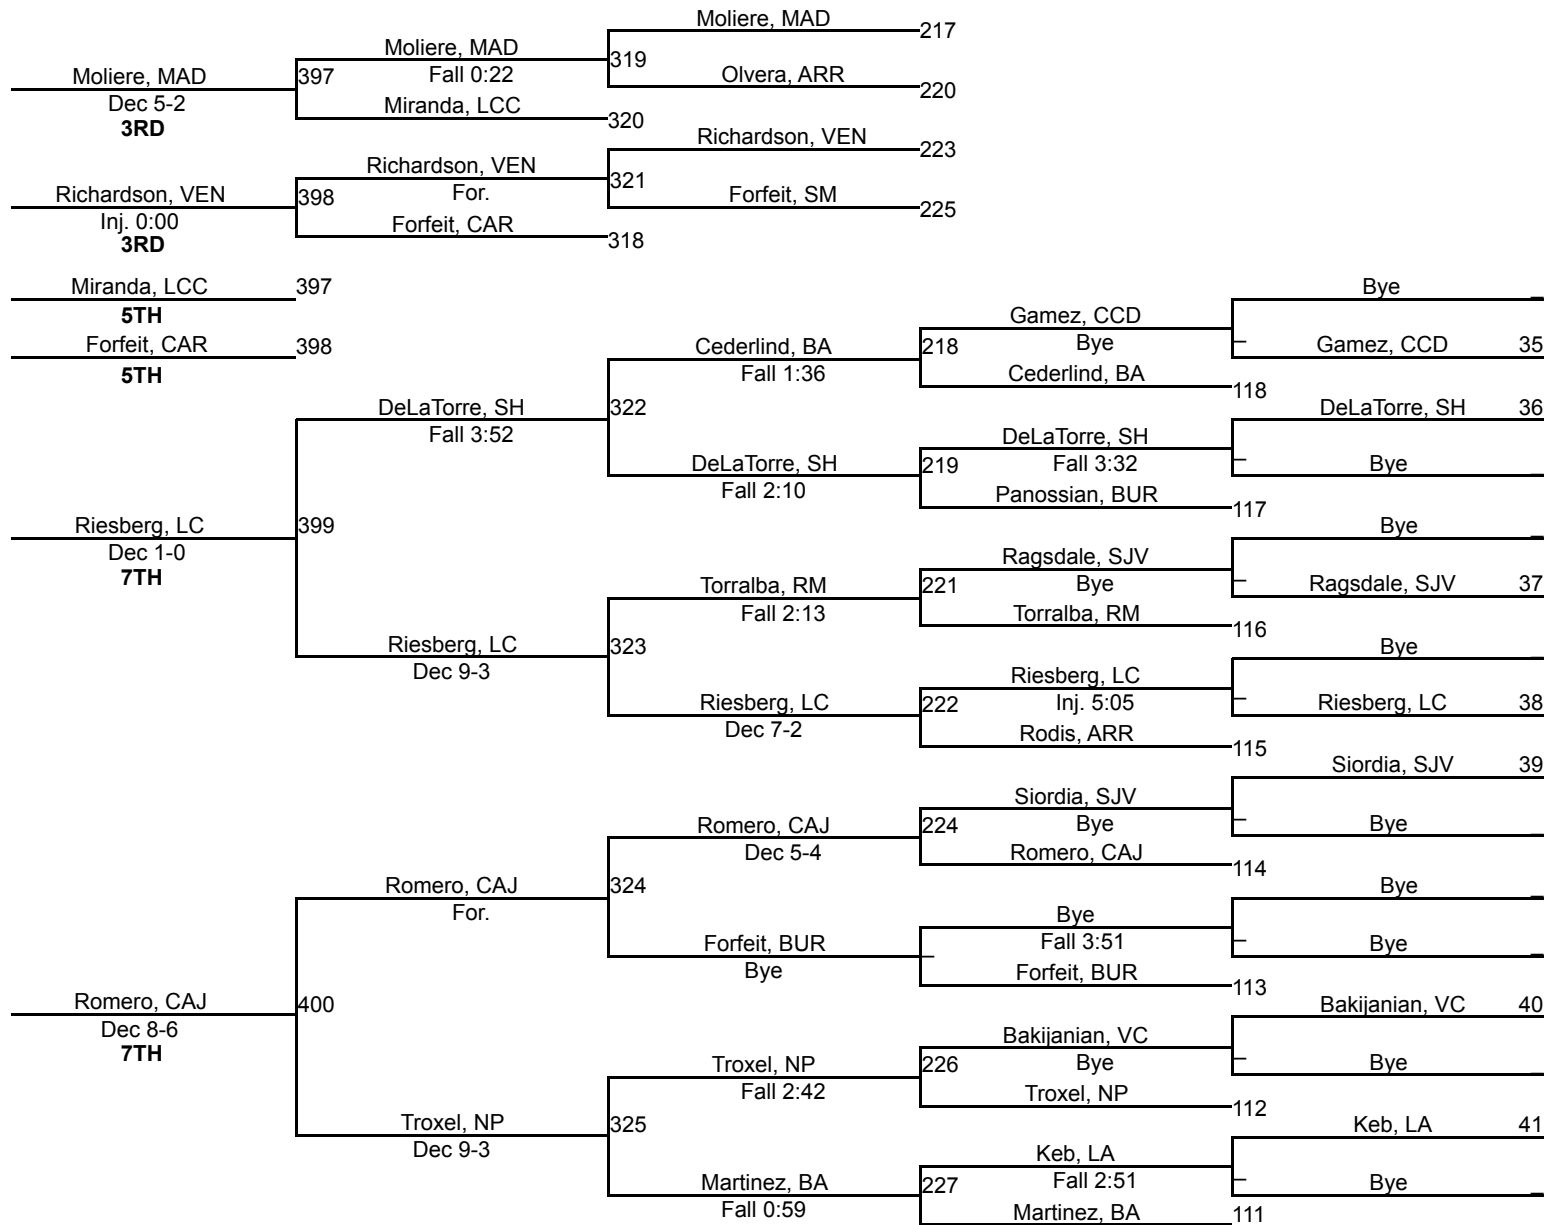 Moliere, MAD
217
Moliere, MAD
319
Fall 0:22
Olvera, ARR
220
Moliere, MAD
397
Dec 5-2
3RD
Miranda, LCC
320
Richardson, VEN
223
Richardson, VEN
321
For.
Forfeit, SM
225
Richardson, VEN
398
Inj. 0:00
3RD
Forfeit, CAR
318
Miranda, LCC
397
5TH
Forfeit, CAR
398
5TH
Bye
Gamez, CCD
Bye
Gamez, CCD 35
Cederlind, BA
218
Fall 1:36
Cederlind, BA
118
DeLaTorre, SH
322
Fall 3:52
DeLaTorre, SH 36
DeLaTorre, SH
Fall 3:32
Bye
DeLaTorre, SH
219
Fall 2:10
Panossian, BUR
117
Riesberg, LC
399
Dec 1-0
7TH
Bye
Ragsdale, SJV
Bye
Ragsdale, SJV 37
Torralba, RM
221
Fall 2:13
Torralba, RM
116
Riesberg, LC
323
Dec 9-3
Bye
Riesberg, LC
Inj. 5:05
Riesberg, LC 38
Riesberg, LC
222
Dec 7-2
Rodis, ARR
115
Siordia, SJV 39
Siordia, SJV
Bye
Bye
Romero, CAJ
224
Dec 5-4
Romero, CAJ
114
Romero, CAJ
324
For.
Bye
Bye
Fall 3:51
Bye
Forfeit, BUR
Bye
Forfeit, BUR
113
Romero, CAJ
400
Dec 8-6
7TH
Bakijanian, VC 40
Bakijanian, VC
Bye
Bye
Troxel, NP
226
Fall 2:42
Troxel, NP
112
Troxel, NP
325
Dec 9-3
Keb, LA 41
Keb, LA
Fall 2:51
Bye
Martinez, BA
227
Fall 0:59
Martinez, BA
111